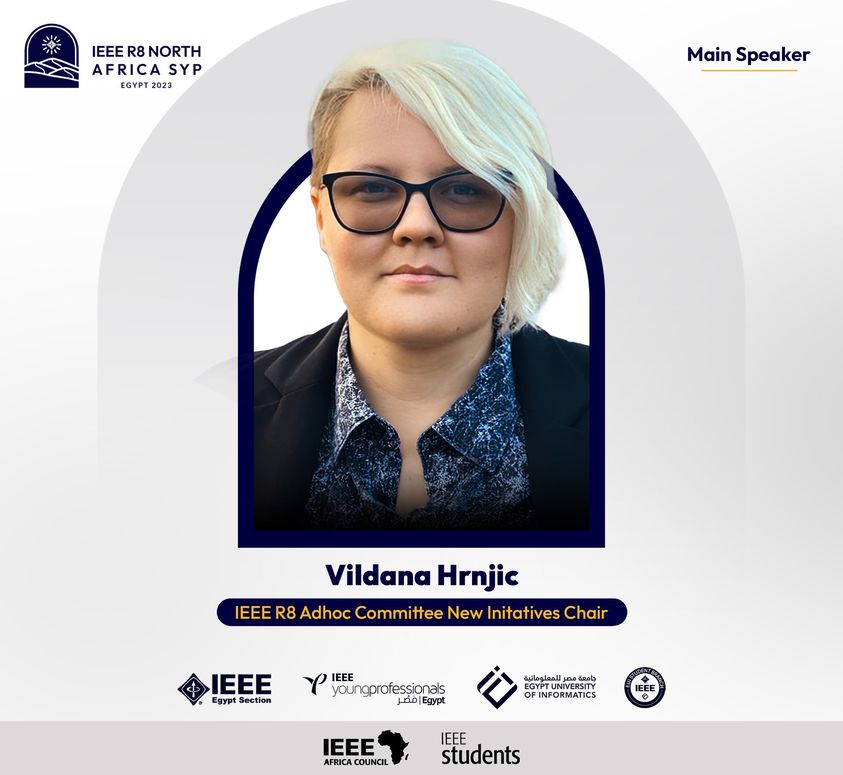 IEEE R8 NORTH
AFRICA SYP
EGYPT 2023
Main Speaker
Vildana Hrnjic
IEEE R8 Adhoc Committee New Initatives Chair
IEEE
Egypt Section
IEEE
youngprofessionals
مصر | Egypt
جامعة مصر للمعلوماتية
EGYPT UNIVERSITY
OF INFORMATICS
STUDENT BRANCH
IEEE
IEEE
AFRICA COUNCIL
IEEE
students